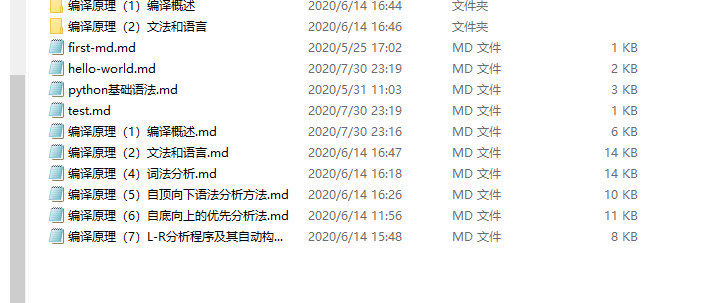 编译原理（1）编译概述 2020/6/14 16:44 文件夹
编译原理（2）文法和语言 2020/6/14 16:46 文件夹
first-md.md 2020/5/25 17:02 MD 文件 1 KB
hello-world.md 2020/7/30 23:19 MD 文件 2 KB
python基础语法.md 2020/5/31 11:03 MD 文件 3 KB
test.md 2020/7/30 23:19 MD 文件 1 KB
编译原理（1）编译概述.md 2020/7/30 23:16 MD 文件 6 KB
编译原理（2）文法和语言.md 2020/6/14 16:47 MD 文件 14 KB
编译原理（4）词法分析.md 2020/6/14 16:18 MD 文件 14 KB
编译原理（5）自顶向下语法分析方法.md 2020/6/14 16:26 MD 文件 10 KB
编译原理（6）自底向上的优先分析法.md 2020/6/14 11:56 MD 文件 11 KB
编译原理（7）L-R分析程序及其自动构... 2020/6/14 15:48 MD 文件 8 KB